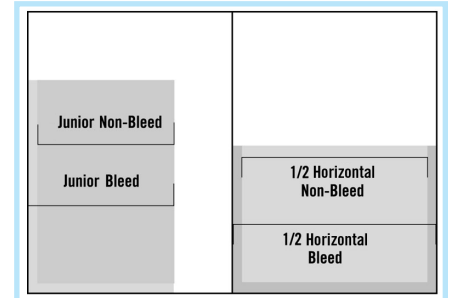 Junior Non-Bleed
Junior Bleed
1/2 Horizontal
Non-Bleed
1/2 Horizontal
Bleed